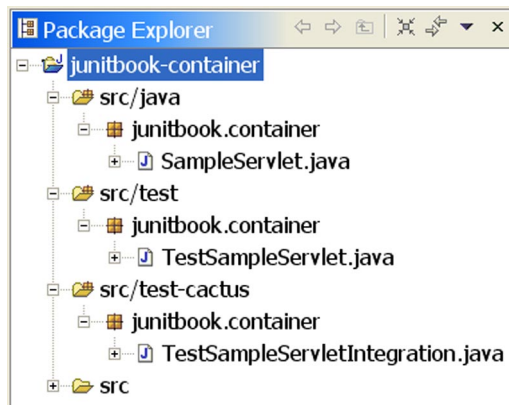 Package Explorer
junitbook-container
src/java
junitbook.container
SampleServlet.java
src/test
junitbook.container
TestSampleServlet.java
src/test-cactus
junitbook.container
TestSampleServletIntegration.java
src